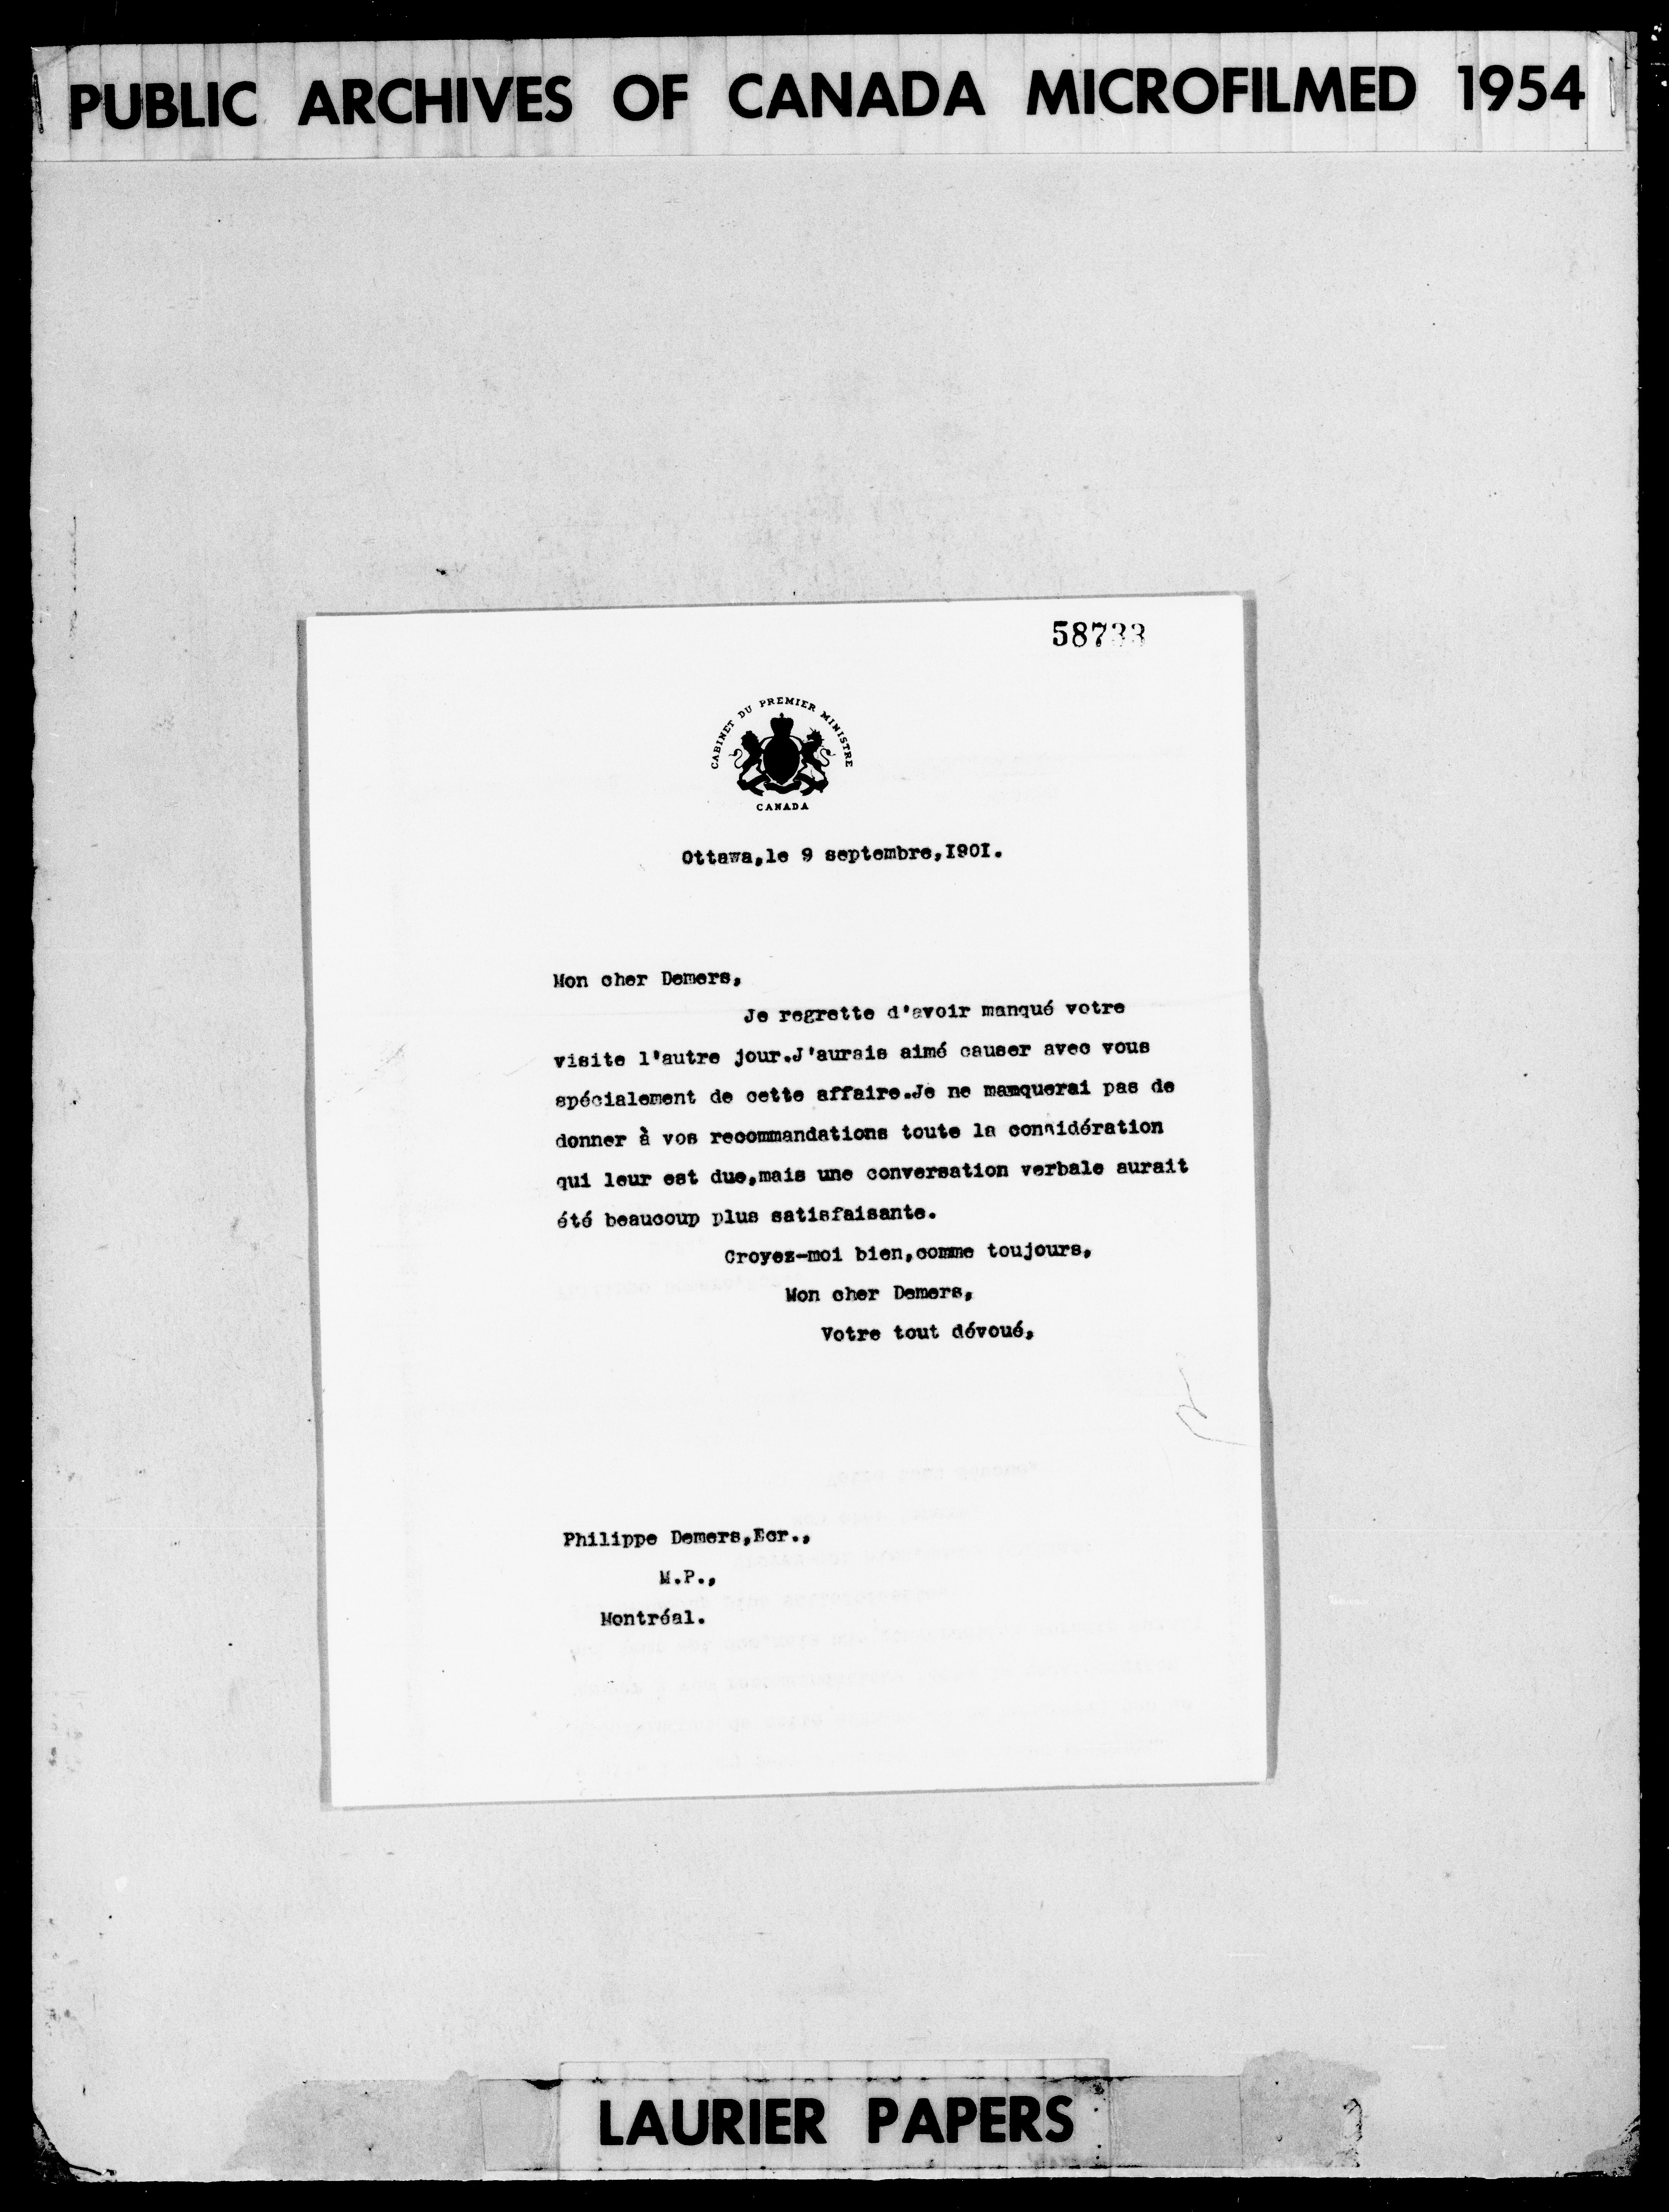 PUBLIC ARCHIVES OF CANADA MICROFILMED 1954
58733
CABINET DU PREMIER MINISTRE
CANADA
Ottawa,le 9 septembre,I90I.
Mon cher Demers,
Je regrette d'avoir manqué votre
visite l'autre jour.J'aurais aimé causer avec vous
spécialement de cette affaire.Je ne manquerai pas de
donner à vos recommandations toute la considération
qui leur est due,mais une conversation verbale aurait
été beaucoup plus satisfaisante.
Croyez-moi bien,comme toujours,
Mon cher Demers,
Votre tout dévoué,
Philippe Demers,Ecr.,
M.P.,
Montréal.
LAURIER PAPERS